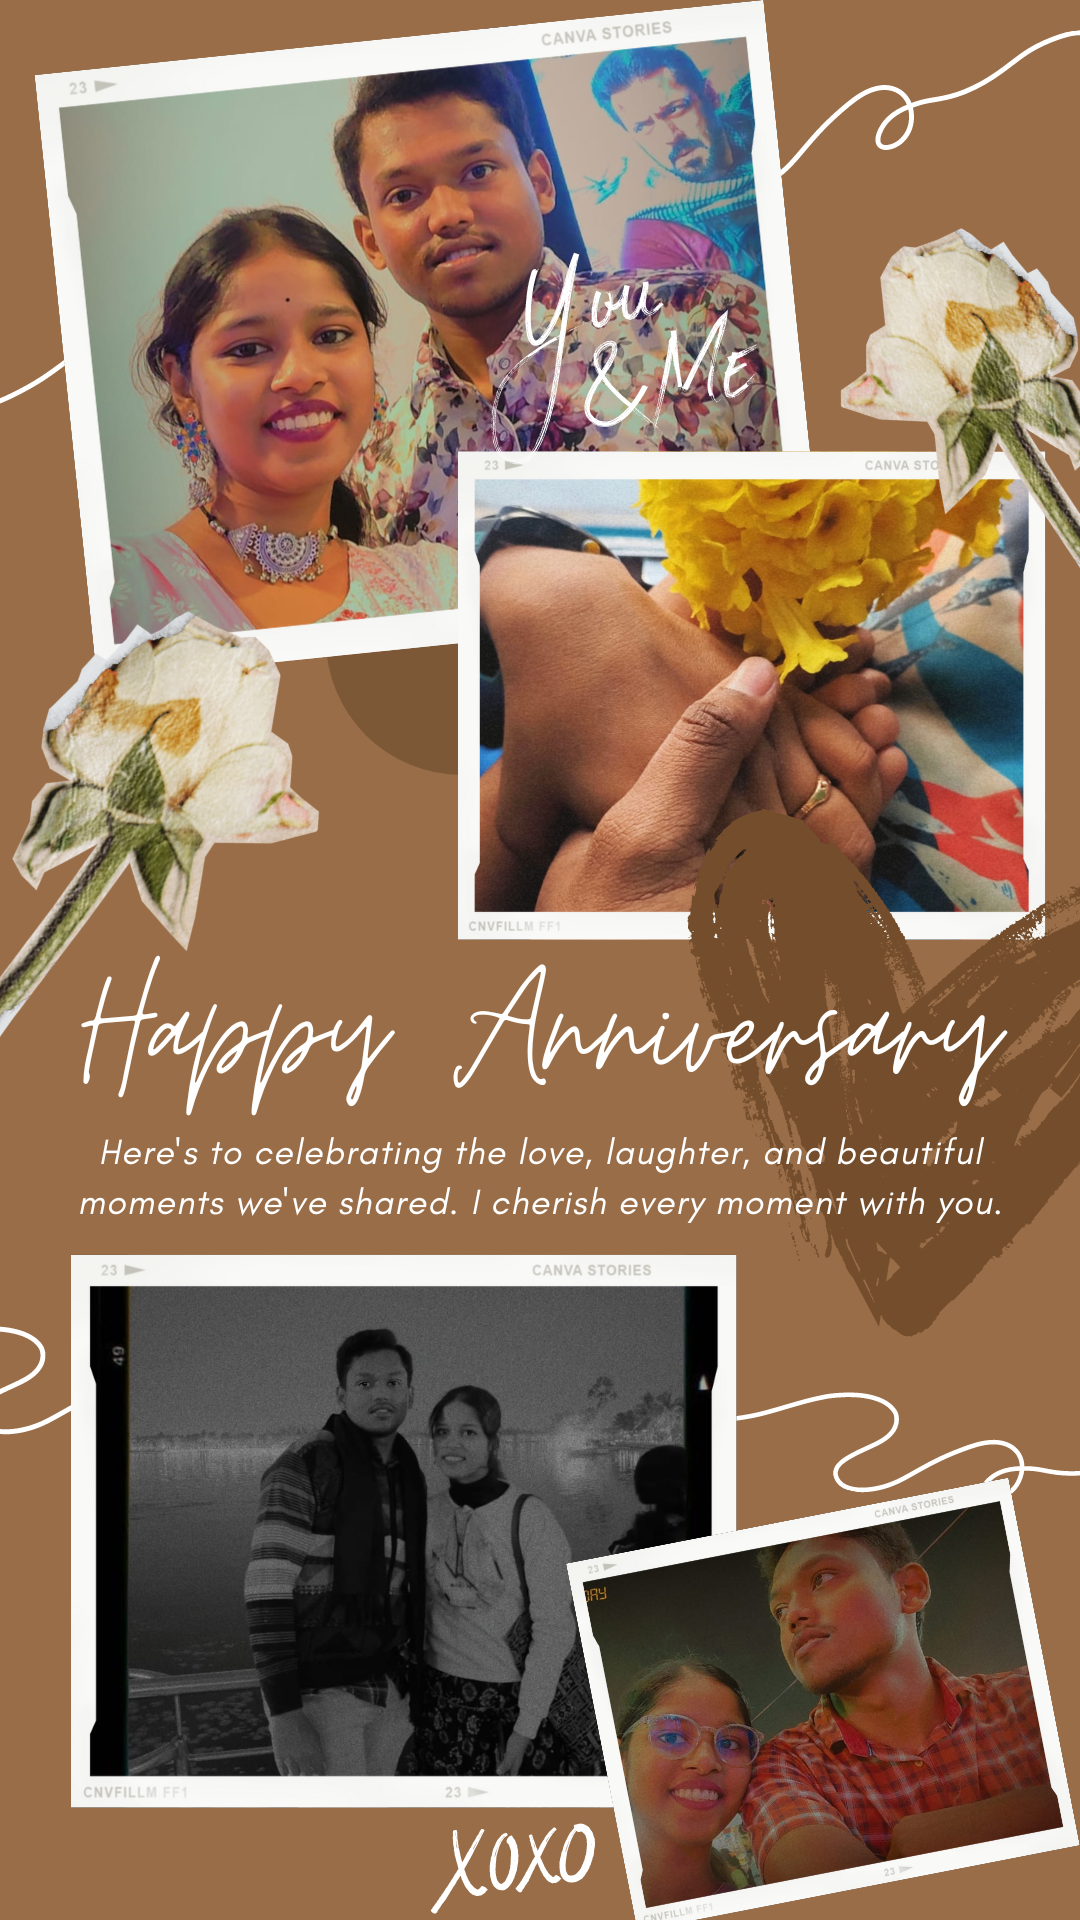 CANVA STORIES
23
You
& Me
23
CANVA STO
CNVFILLM FF1
Happy Anniversary
Here's to celebrating the love, laughter, and beautiful
moments we've shared. I cherish every moment with you.
23
CANVA STORIES
49
CANVA STORIES
23
DAY
CNVFILLM FF1
23
23
CNVFILLM FF1
XOXO